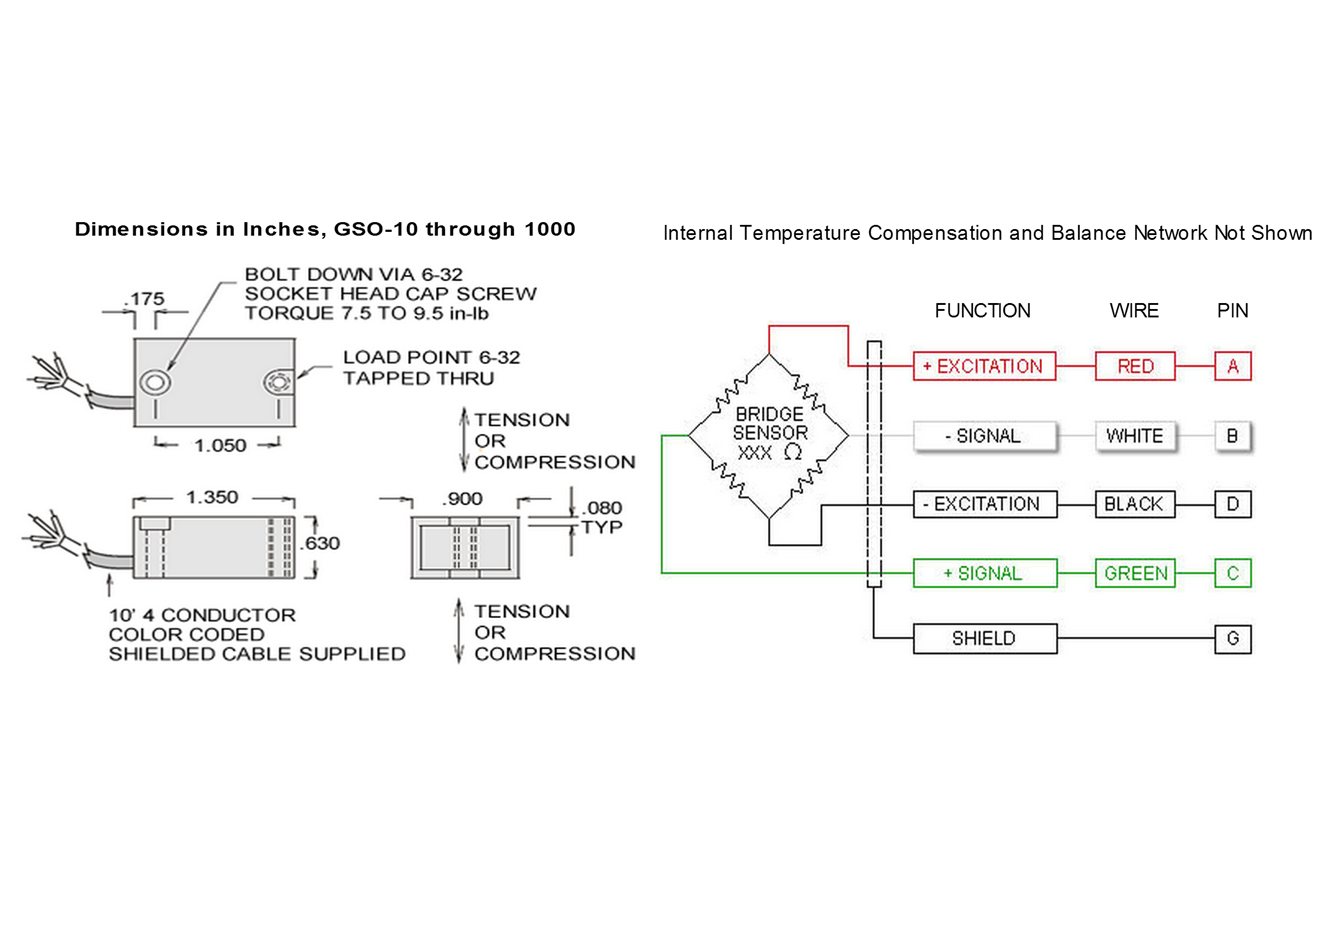 Dimensions in Inches, GSO-10 through 1000
BOLT DOWN VIA 6-32
SOCKET HEAD CAP SCREW
TORQUE 7.5 TO 9.5 in-lb
.175
LOAD POINT 6-32
TAPPED THRU
TENSION
OR
COMPRESSION
1.050
1.350
.900
.080
TYP
.630
10' 4 CONDUCTOR
COLOR CODED
SHIELDED CABLE SUPPLIED
TENSION
OR
COMPRESSION
Internal Temperature Compensation and Balance Network Not Shown
FUNCTION WIRE PIN
+ EXCITATION RED A
BRIDGE
SENSOR
XXX Ω
- SIGNAL WHITE B
- EXCITATION BLACK D
+ SIGNAL GREEN C
SHIELD G